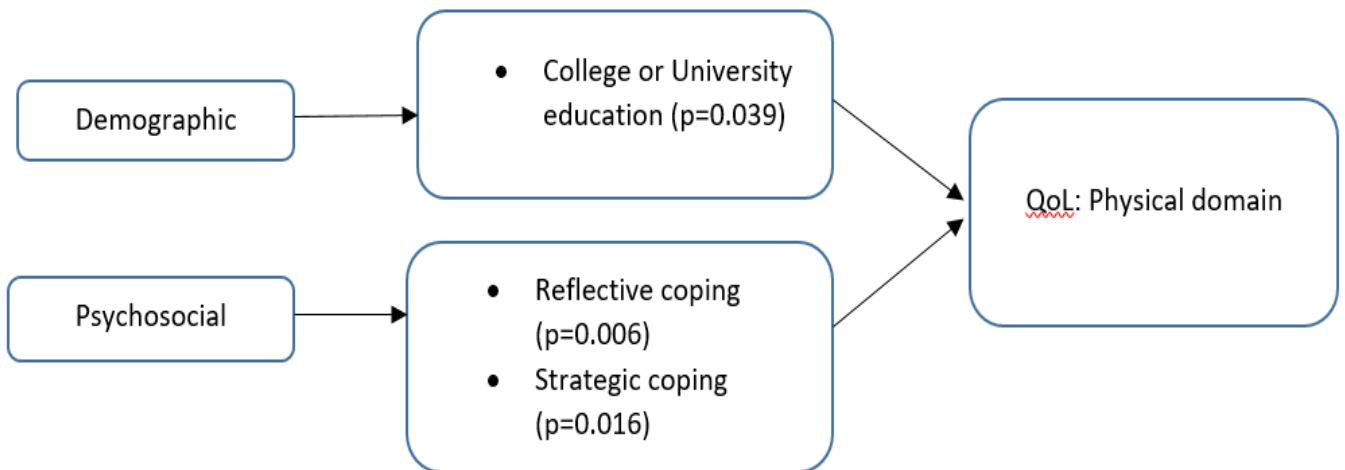 Demographic
• College or University
education (p=0.039)
Psychosocial
• Reflective coping
(p=0.006)
• Strategic coping
(p=0.016)
QoL: Physical domain